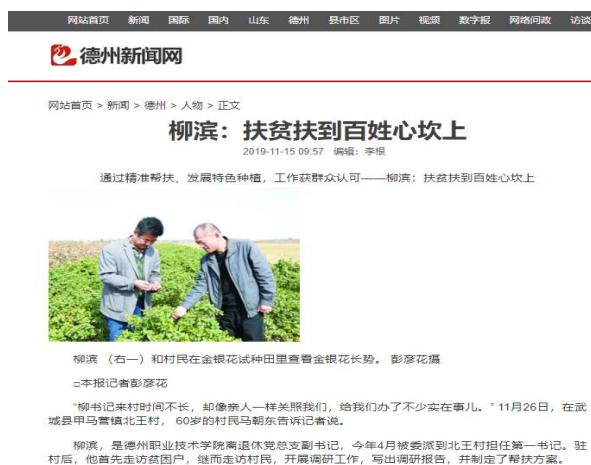 网站首页 新闻 国际 国内 山东 德州 县市区 图片 视频 数字报 网络问政 访谈
德州新闻网
网站首页 > 新闻 > 德州 > 人物 > 正文
柳滨：扶贫扶到百姓心坎上
2019-11-15 09:57 编辑：李根
通过精准帮扶、发展特色种植，工作获群众认可——柳滨：扶贫扶到百姓心坎上
柳滨 （右一）和村民在金银花试种田里查看金银花长势。 彭彦花摄
□本报记者彭彦花
“柳书记来村时间不长，却像亲人一样关照我们，给我们办了不少实在事儿。”11月26日，在武
城县甲马营镇北王村， 60岁的村民马朝东告诉记者说。
柳滨，是德州职业技术学院离退休党总支副书记，今年4月被委派到北王村担任第一书记。驻
村后，他首先走访贫困户，继而走访村民，开展调研工作，写出调研报告，并制定了帮扶方案。